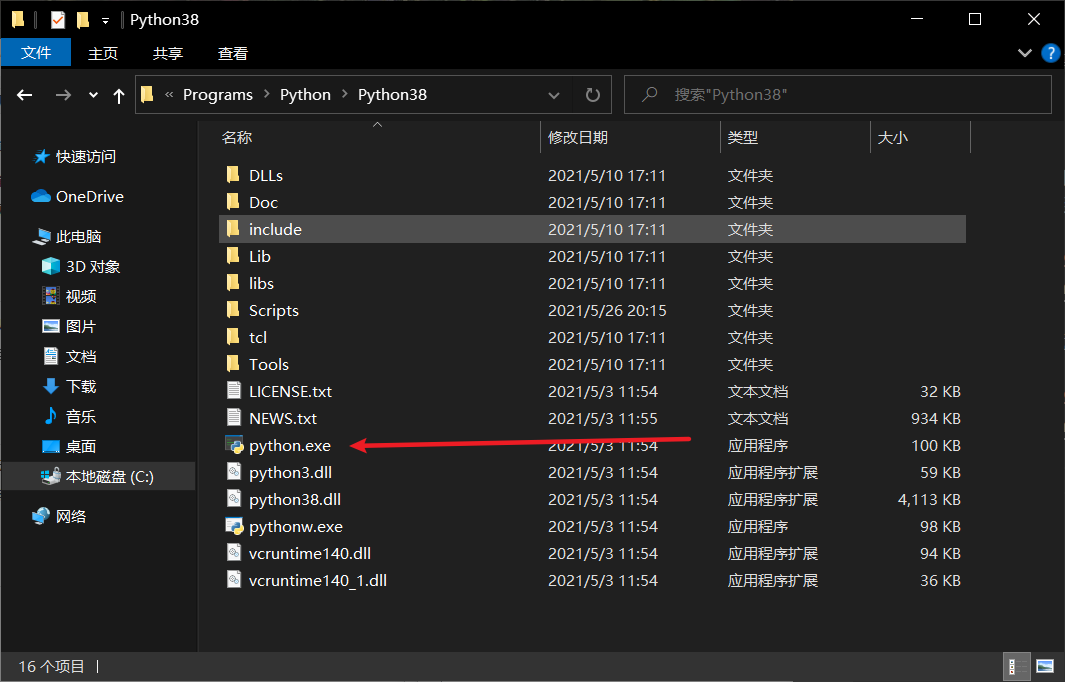 Python38
文件 主页 共享 查看
« Programs > Python > Python38 搜索"Python38"
名称 修改日期 类型 大小
快速访问
OneDrive
此电脑
3D 对象
视频
图片
文档
下载
音乐
桌面
本地磁盘 (C:)
网络
DLLs 2021/5/10 17:11 文件夹
Doc 2021/5/10 17:11 文件夹
include 2021/5/10 17:11 文件夹
Lib 2021/5/10 17:11 文件夹
libs 2021/5/10 17:11 文件夹
Scripts 2021/5/26 20:15 文件夹
tcl 2021/5/10 17:11 文件夹
Tools 2021/5/10 17:11 文件夹
LICENSE.txt 2021/5/3 11:54 文本文档 32 KB
NEWS.txt 2021/5/3 11:55 文本文档 934 KB
python.exe 2021/5/3 11:54 应用程序 100 KB
python3.dll 2021/5/3 11:54 应用程序扩展 59 KB
python38.dll 2021/5/3 11:54 应用程序扩展 4,113 KB
pythonw.exe 2021/5/3 11:54 应用程序 98 KB
vcruntime140.dll 2021/5/3 11:54 应用程序扩展 94 KB
vcruntime140_1.dll 2021/5/3 11:54 应用程序扩展 36 KB
16 个项目